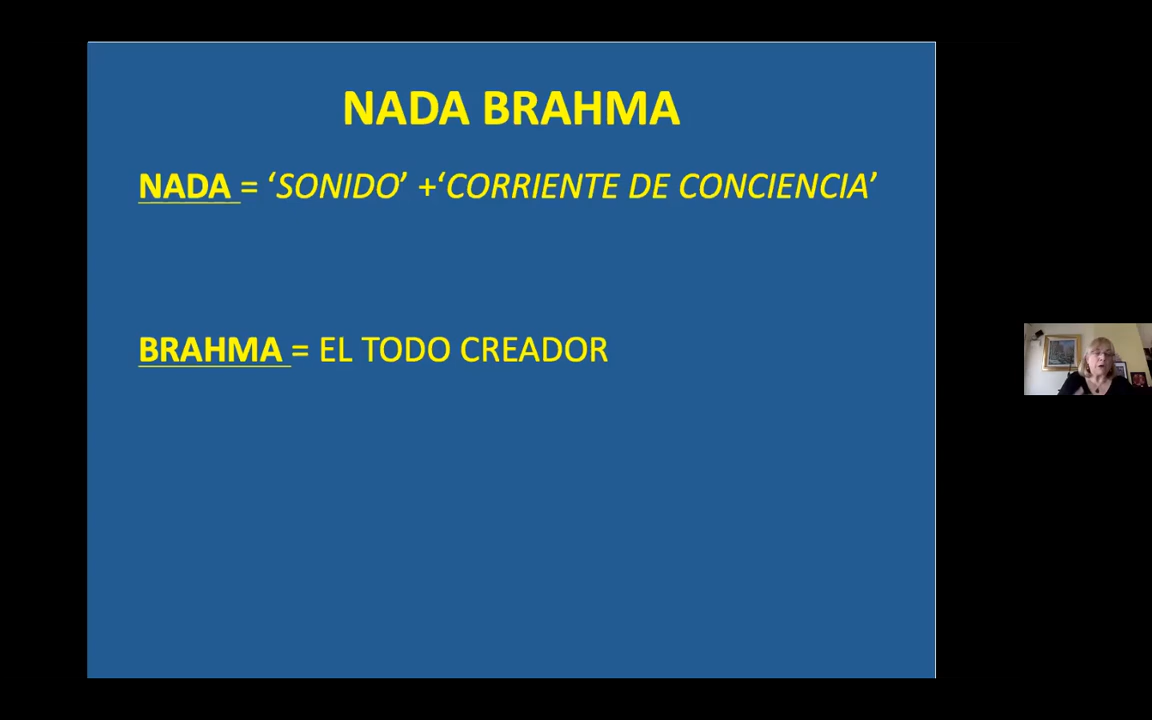 NADA BRAHMA
NADA = ‘SONIDO’ +‘CORRIENTE DE CONCIENCIA’
BRAHMA = EL TODO CREADOR